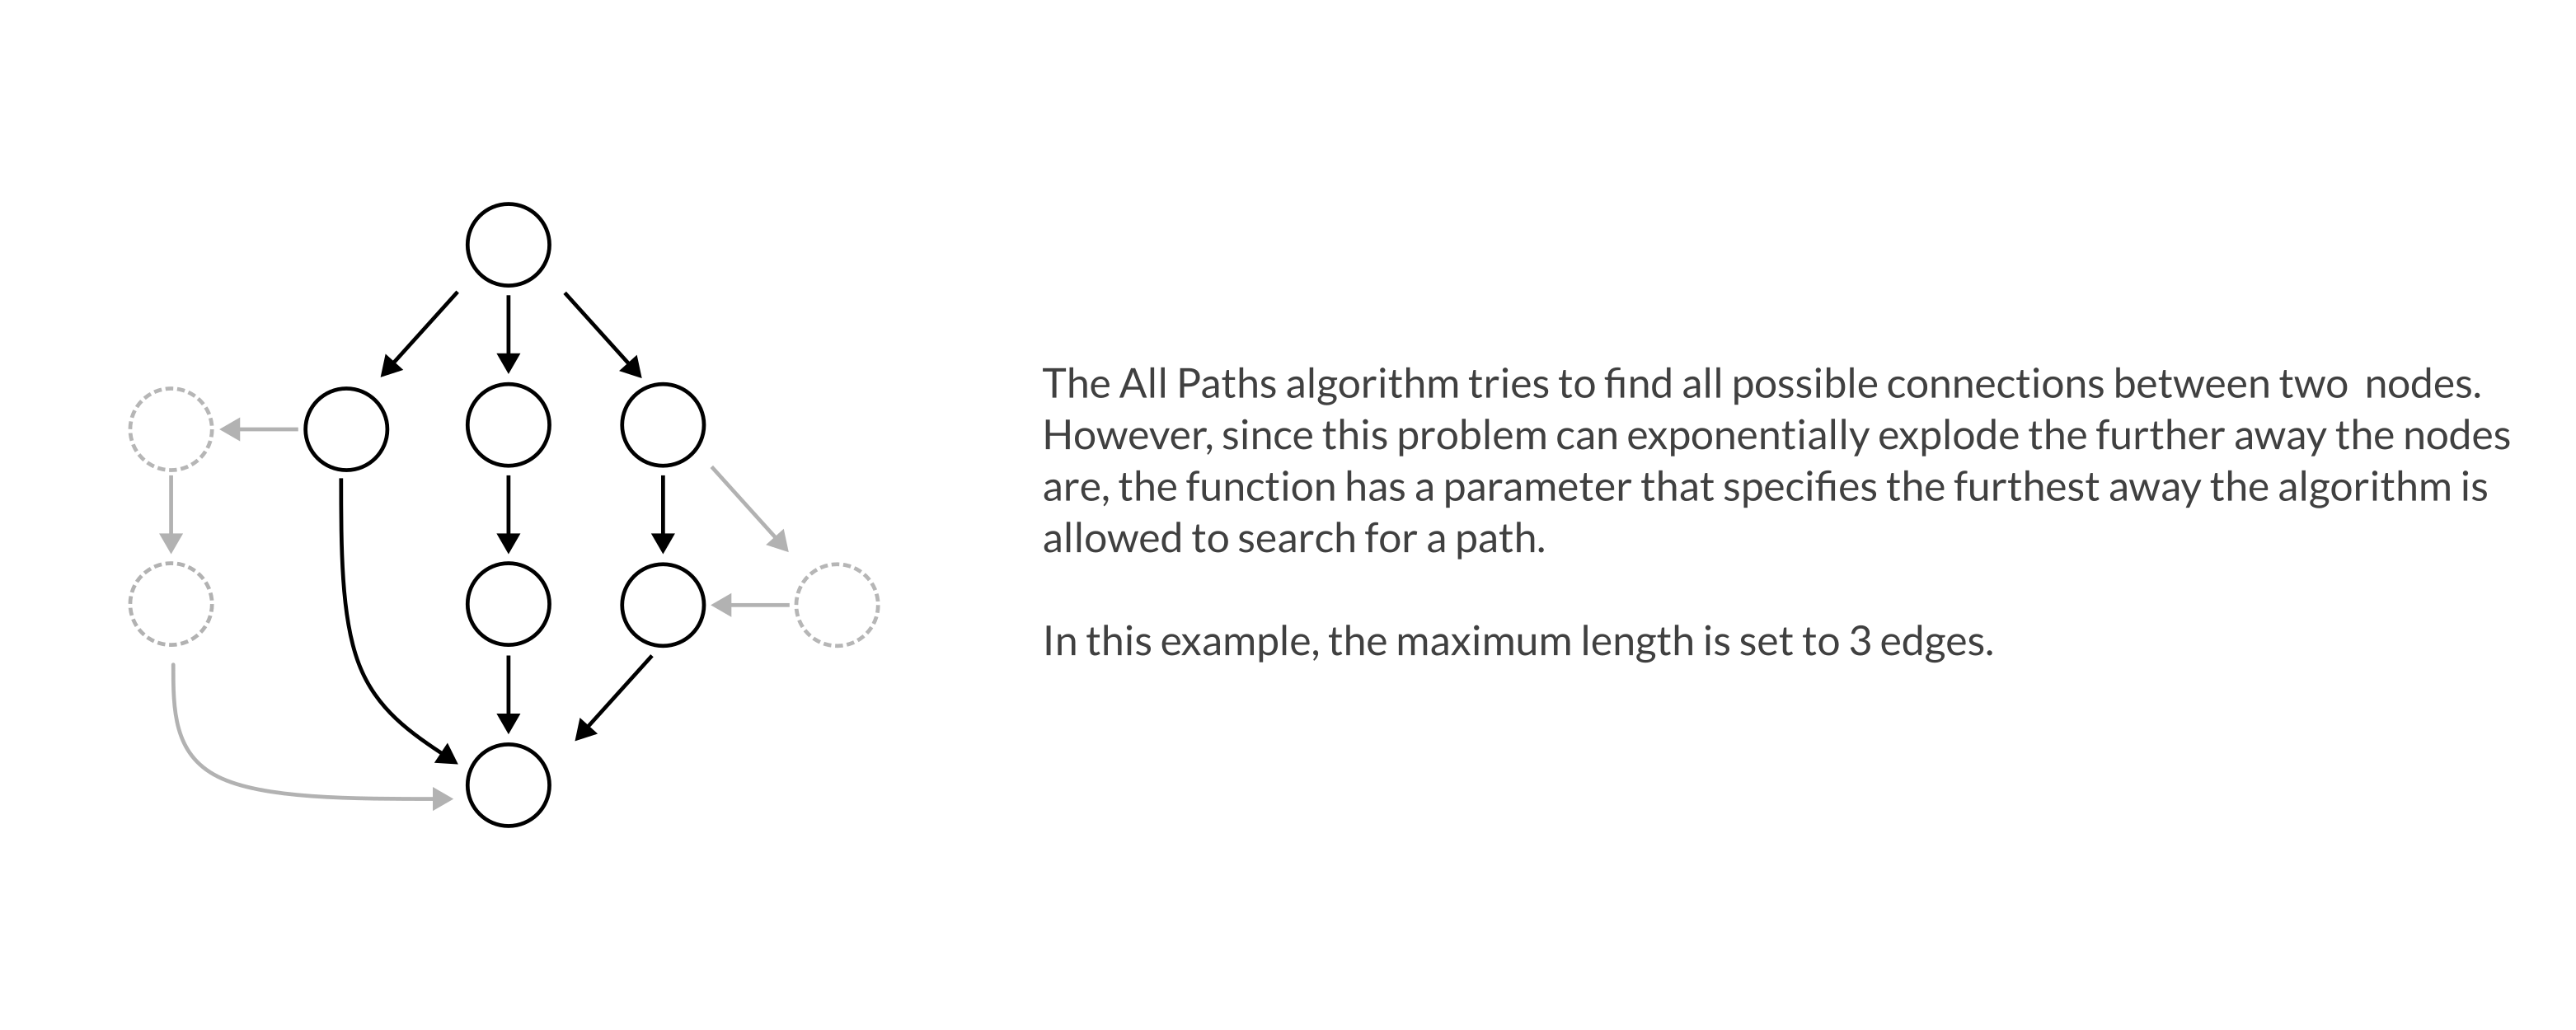 The All Paths algorithm tries to find all possible connections between two  nodes.
However, since this problem can exponentially explode the further away the nodes
are, the function has a parameter that specifies the furthest away the algorithm is
allowed to search for a path.
In this example, the maximum length is set to 3 edges.